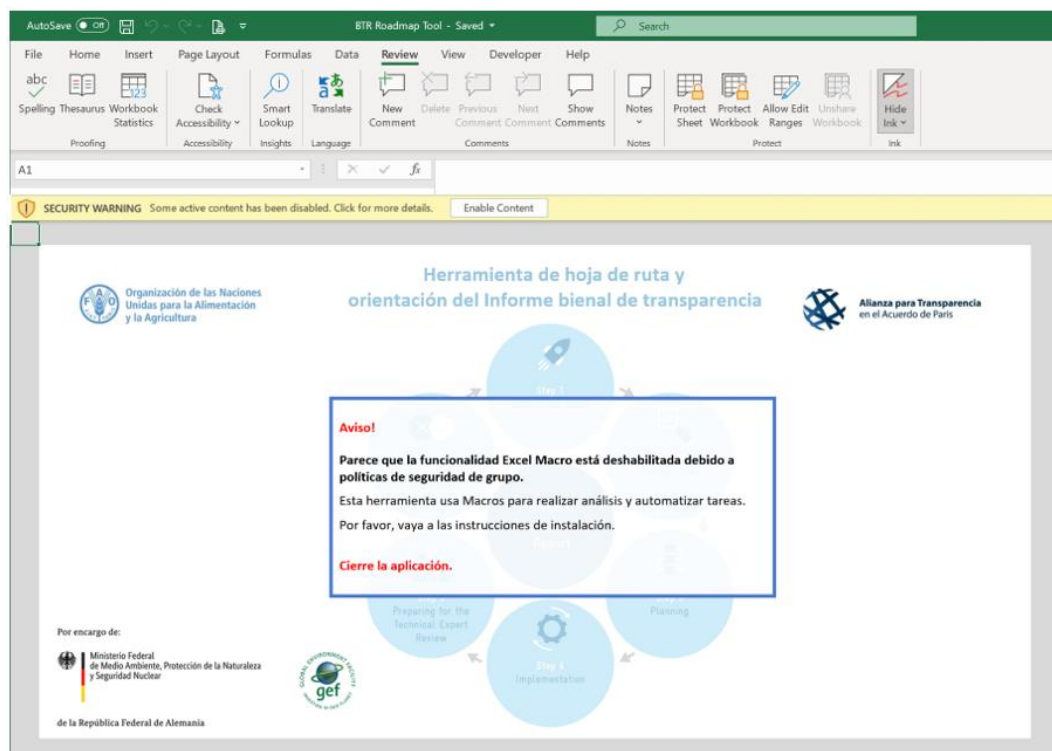 AutoSave Off BTR Roadmap Tool - Saved Search
File Home Insert Page Layout Formulas Data Review View Developer Help
abc 123 a あ
Spelling Thesaurus Workbook Statistics Check Accessibility Smart Lookup Translate New Comment Delete Previous Comment Next Comment Show Comments Notes Protect Sheet Protect Workbook Allow Edit Ranges Unshare Workbook Hide Ink
Proofing Accessibility Insights Language Comments Notes Protect Ink
A1 fx
SECURITY WARNING Some active content has been disabled. Click for more details. Enable Content
Herramienta de hoja de ruta y
orientación del Informe bienal de transparencia
FAO
Organización de las Naciones
Unidas para la Alimentación
y la Agricultura
Alianza para Transparencia
en el Acuerdo de Paris
Step 1
Aviso!
Parece que la funcionalidad Excel Macro está deshabilitada debido a
políticas de seguridad de grupo.
Esta herramienta usa Macros para realizar análisis y automatizar tareas.
Por favor, vaya a las instrucciones de instalación.
Cierre la aplicación.
Preparing for the
Technical Expert
Review
Planning
Step 4
Implementation
Por encargo de:
Ministerio Federal
de Medio Ambiente, Protección de la Naturaleza
y Seguridad Nuclear
gef
de la República Federal de Alemania